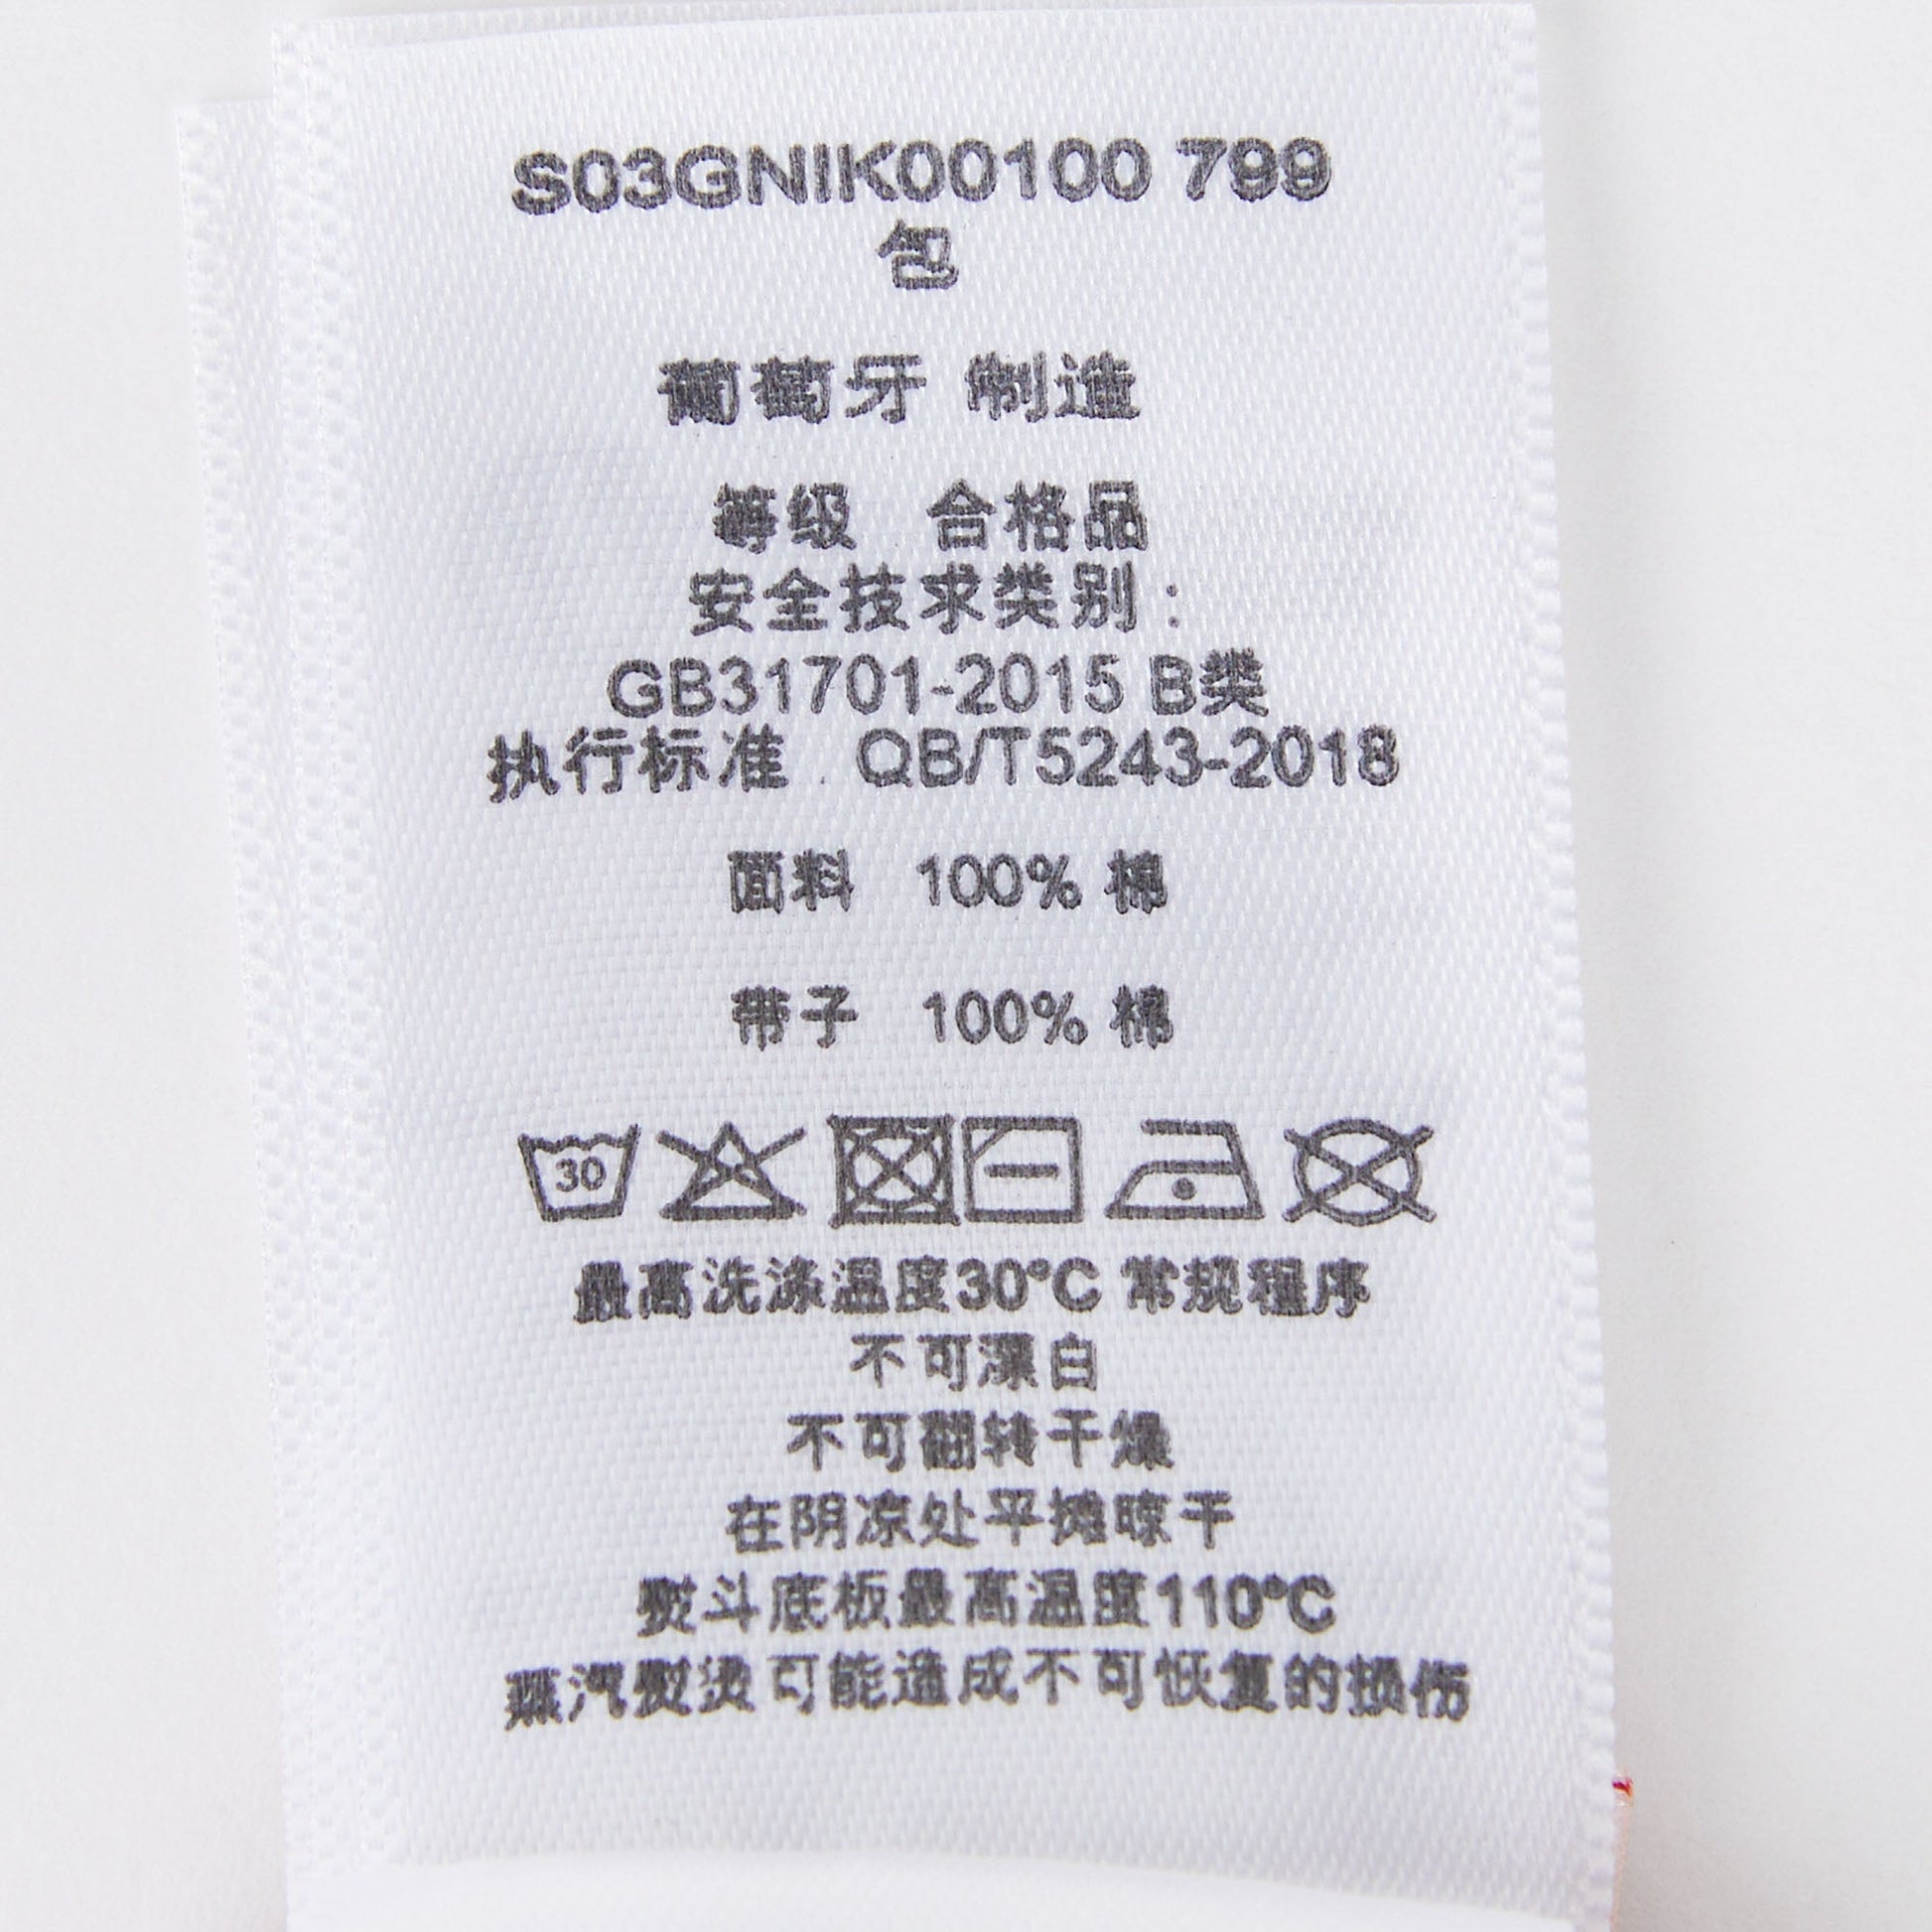 S03GNIK00100 799
包
葡萄牙 制造
等级 合格品
安全技求类别：
GB31701-2015 B类
执行标准 QB/T5243-2018
面料 100% 棉
带子 100% 棉
30
最高洗涤温度30°C 常规程序
不可漂白
不可翻转干燥
在阴凉处平摊晾干
熨斗底板最高温度110°C
蒸汽熨烫可能造成不可恢复的损伤